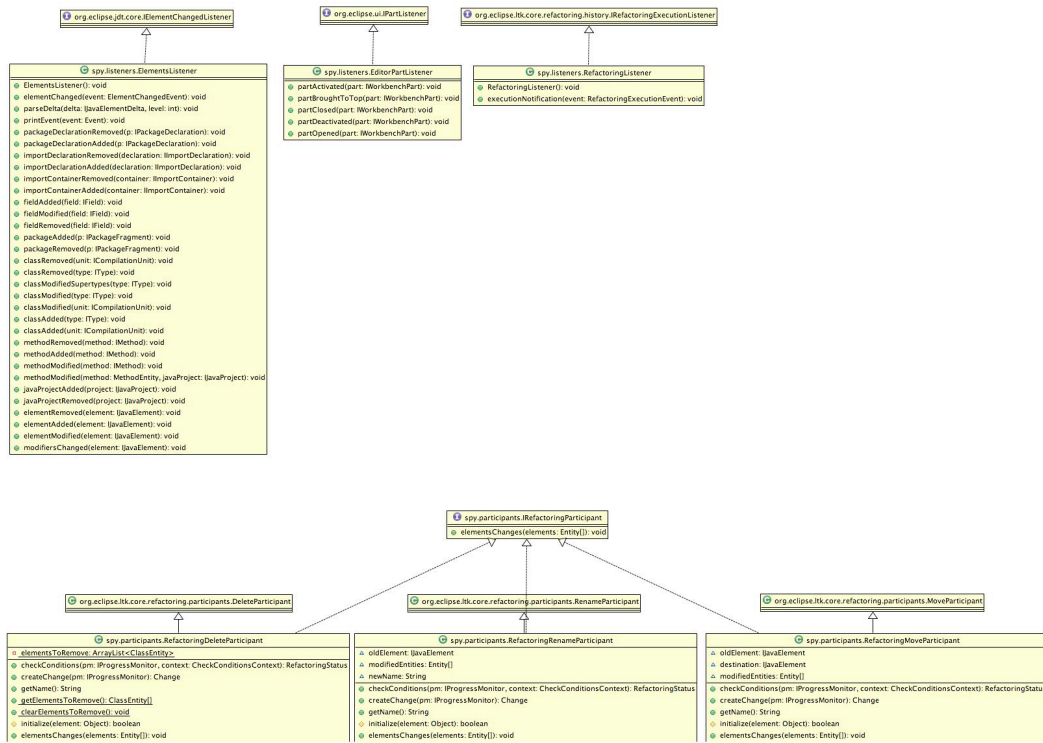 org.eclipse.jdt.core.IElementChangedListener
org.eclipse.ui.IPartListener
org.eclipse.ltk.core.refactoring.history.IRefactoringExecutionListener
spy.listeners.ElementsListener
ElementsListener(): void
elementChanged(event: ElementChangedEvent): void
parseDelta(delta: IJavaElementDelta, level: int): void
printEvent(event: Event): void
packageDeclarationRemoved(p: IPackageDeclaration): void
packageDeclarationAdded(p: IPackageDeclaration): void
importDeclarationRemoved(declaration: IImportDeclaration): void
importDeclarationAdded(declaration: IImportDeclaration): void
importContainerRemoved(container: IImportContainer): void
importContainerAdded(container: IImportContainer): void
fieldAdded(field: IField): void
fieldModified(field: IField): void
fieldRemoved(field: IField): void
packageAdded(p: IPackageFragment): void
packageRemoved(p: IPackageFragment): void
classRemoved(unit: ICompilationUnit): void
classRemoved(type: IType): void
classModifiedSupertypes(type: IType): void
classModified(type: IType): void
classModified(unit: ICompilationUnit): void
classAdded(type: IType): void
classAdded(unit: ICompilationUnit): void
methodRemoved(method: IMethod): void
methodAdded(method: IMethod): void
methodModified(method: IMethod): void
methodModified(method: MethodEntity, javaProject: IJavaProject): void
javaProjectAdded(project: IJavaProject): void
javaProjectRemoved(project: IJavaProject): void
elementRemoved(element: IJavaElement): void
elementAdded(element: IJavaElement): void
elementModified(element: IJavaElement): void
modifiersChanged(element: IJavaElement): void
spy.listeners.EditorPartListener
partActivated(part: IWorkbenchPart): void
partBroughtToTop(part: IWorkbenchPart): void
partClosed(part: IWorkbenchPart): void
partDeactivated(part: IWorkbenchPart): void
partOpened(part: IWorkbenchPart): void
spy.listeners.RefactoringListener
RefactoringListener(): void
executionNotification(event: RefactoringExecutionEvent): void
spy.participants.IRefactoringParticipant
elementsChanges(elements: Entity[]): void
org.eclipse.ltk.core.refactoring.participants.DeleteParticipant
org.eclipse.ltk.core.refactoring.participants.RenameParticipant
org.eclipse.ltk.core.refactoring.participants.MoveParticipant
spy.participants.RefactoringDeleteParticipant
elementsToRemove: ArrayList<ClassEntity>
checkConditions(pm: IProgressMonitor, context: CheckConditionsContext): RefactoringStatus
createChange(pm: IProgressMonitor): Change
getName(): String
getElementsToRemove(): ClassEntity[]
clearElementsToRemove(): void
initialize(element: Object): boolean
elementsChanges(elements: Entity[]): void
spy.participants.RefactoringRenameParticipant
oldElement: IJavaElement
modifiedEntities: Entity[]
newName: String
checkConditions(pm: IProgressMonitor, context: CheckConditionsContext): RefactoringStatus
createChange(pm: IProgressMonitor): Change
getName(): String
initialize(element: Object): boolean
elementsChanges(elements: Entity[]): void
spy.participants.RefactoringMoveParticipant
oldElement: IJavaElement
destination: IJavaElement
modifiedEntities: Entity[]
checkConditions(pm: IProgressMonitor, context: CheckConditionsContext): RefactoringStatu
createChange(pm: IProgressMonitor): Change
getName(): String
initialize(element: Object): boolean
elementsChanges(elements: Entity[]): void